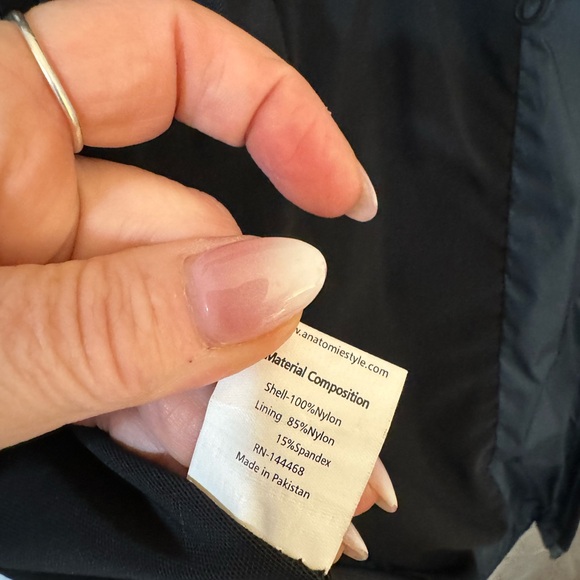 w.anatomiestyle.com
Material Composition
Shell-100%Nylon
Lining 85%Nylon
15%Spandex
RN-144468
Made in Pakistan